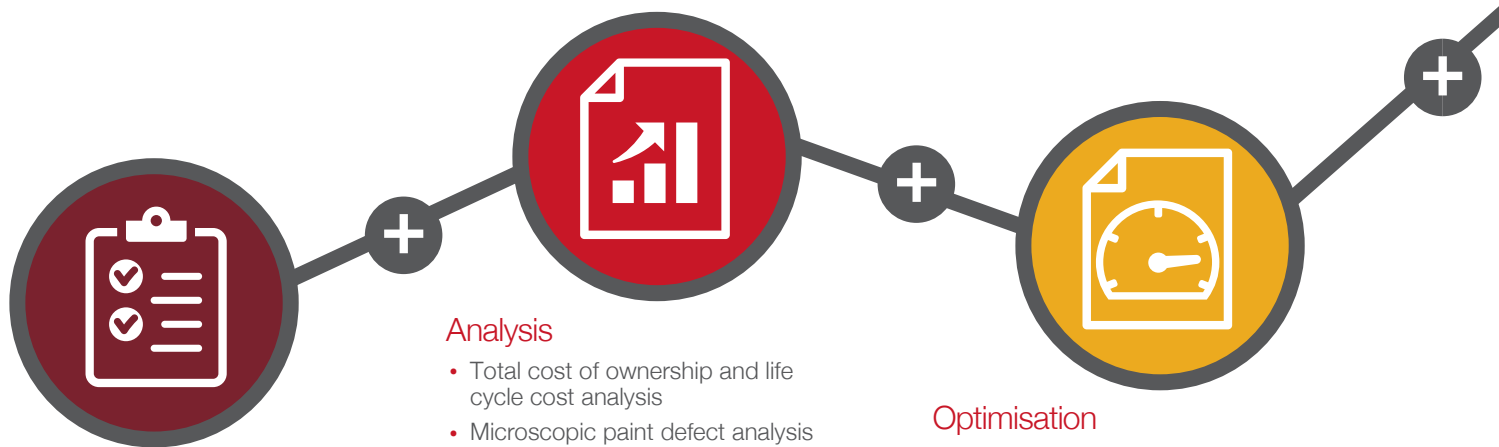 Analysis
• Total cost of ownership and life
cycle cost analysis
• Microscopic paint defect analysis
Optimisation